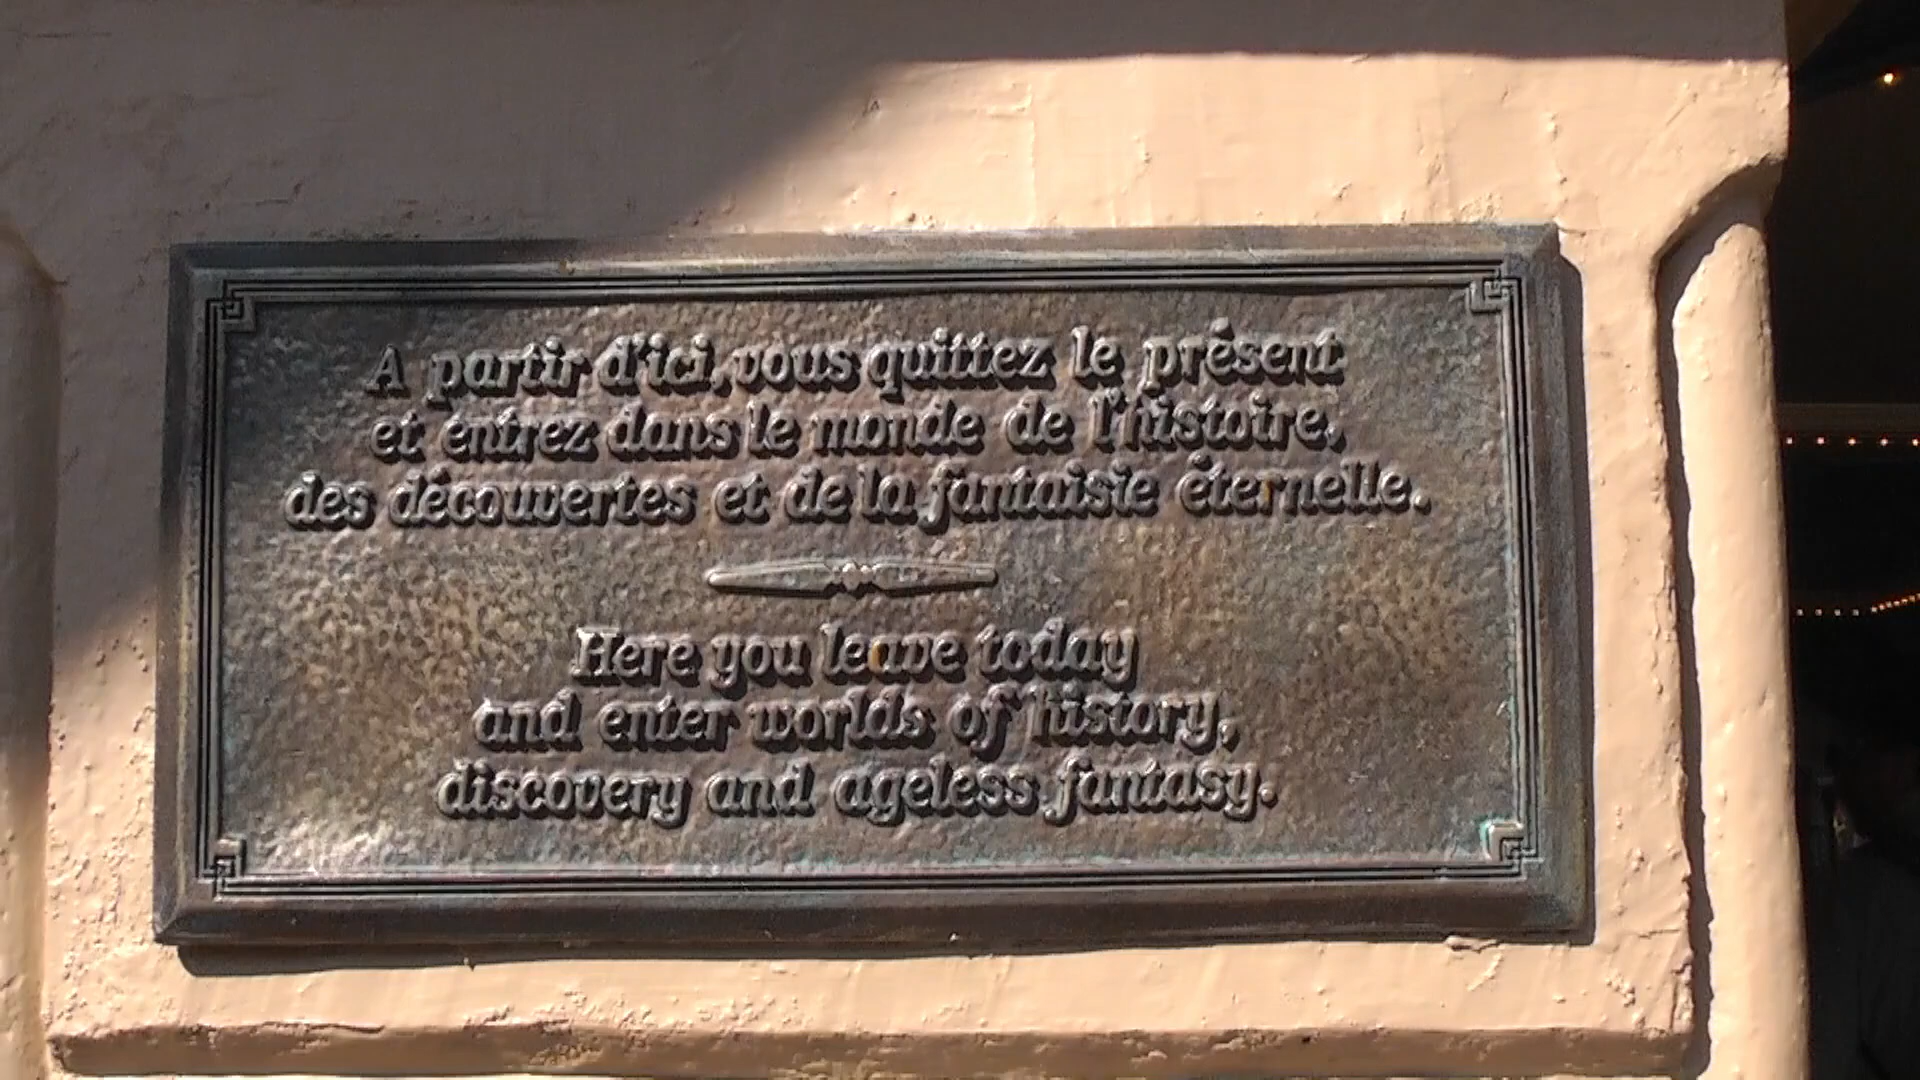 A partir d'ici, vous quittez le présent
et entrez dans le monde de l'histoire,
des découvertes et de la fantaisie éternelle.
Here you leave today
and enter worlds of history,
discovery and ageless fantasy.